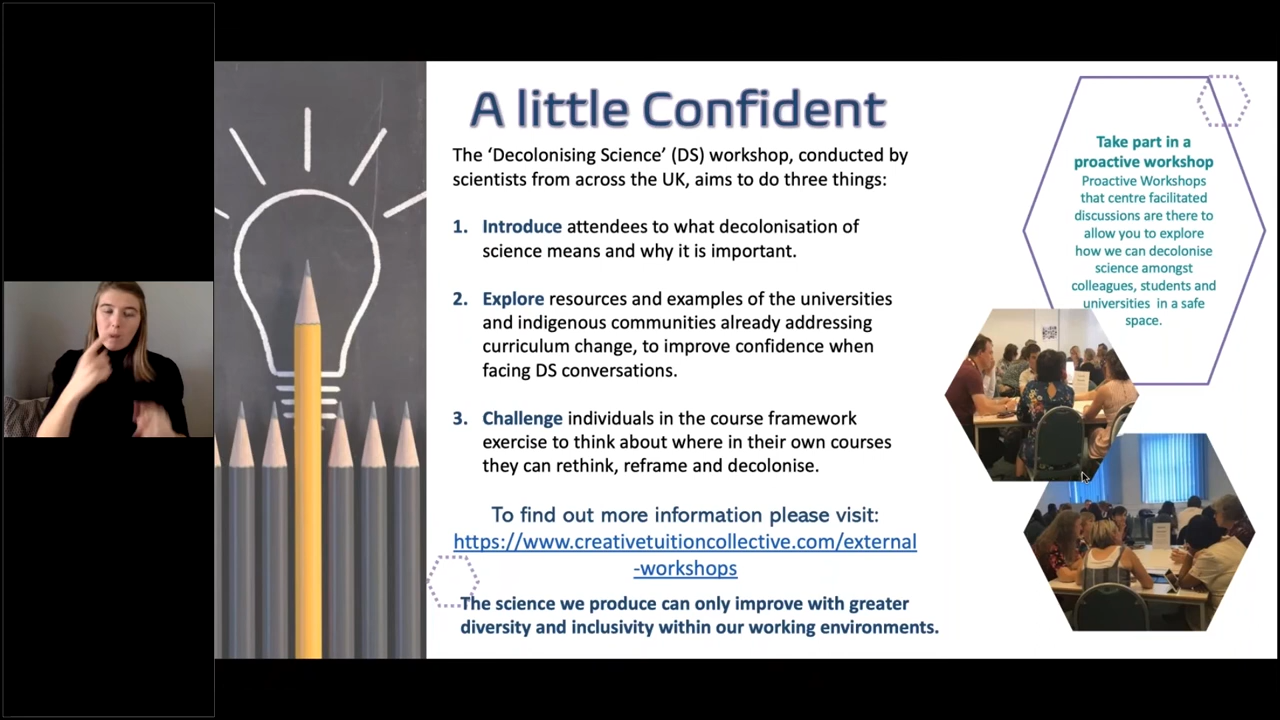 A little Confident
The ‘Decolonising Science’ (DS) workshop, conducted by
scientists from across the UK, aims to do three things:
1. Introduce attendees to what decolonisation of
science means and why it is important.
2. Explore resources and examples of the universities
and indigenous communities already addressing
curriculum change, to improve confidence when
facing DS conversations.
3. Challenge individuals in the course framework
exercise to think about where in their own courses
they can rethink, reframe and decolonise.
To find out more information please visit:
https://www.creativetuitioncollective.com/external
-workshops
The science we produce can only improve with greater
diversity and inclusivity within our working environments.
Take part in a
proactive workshop
Proactive Workshops
that centre facilitated
discussions are there to
allow you to explore
how we can decolonise
science amongst
colleagues, students and
universities in a safe
space.